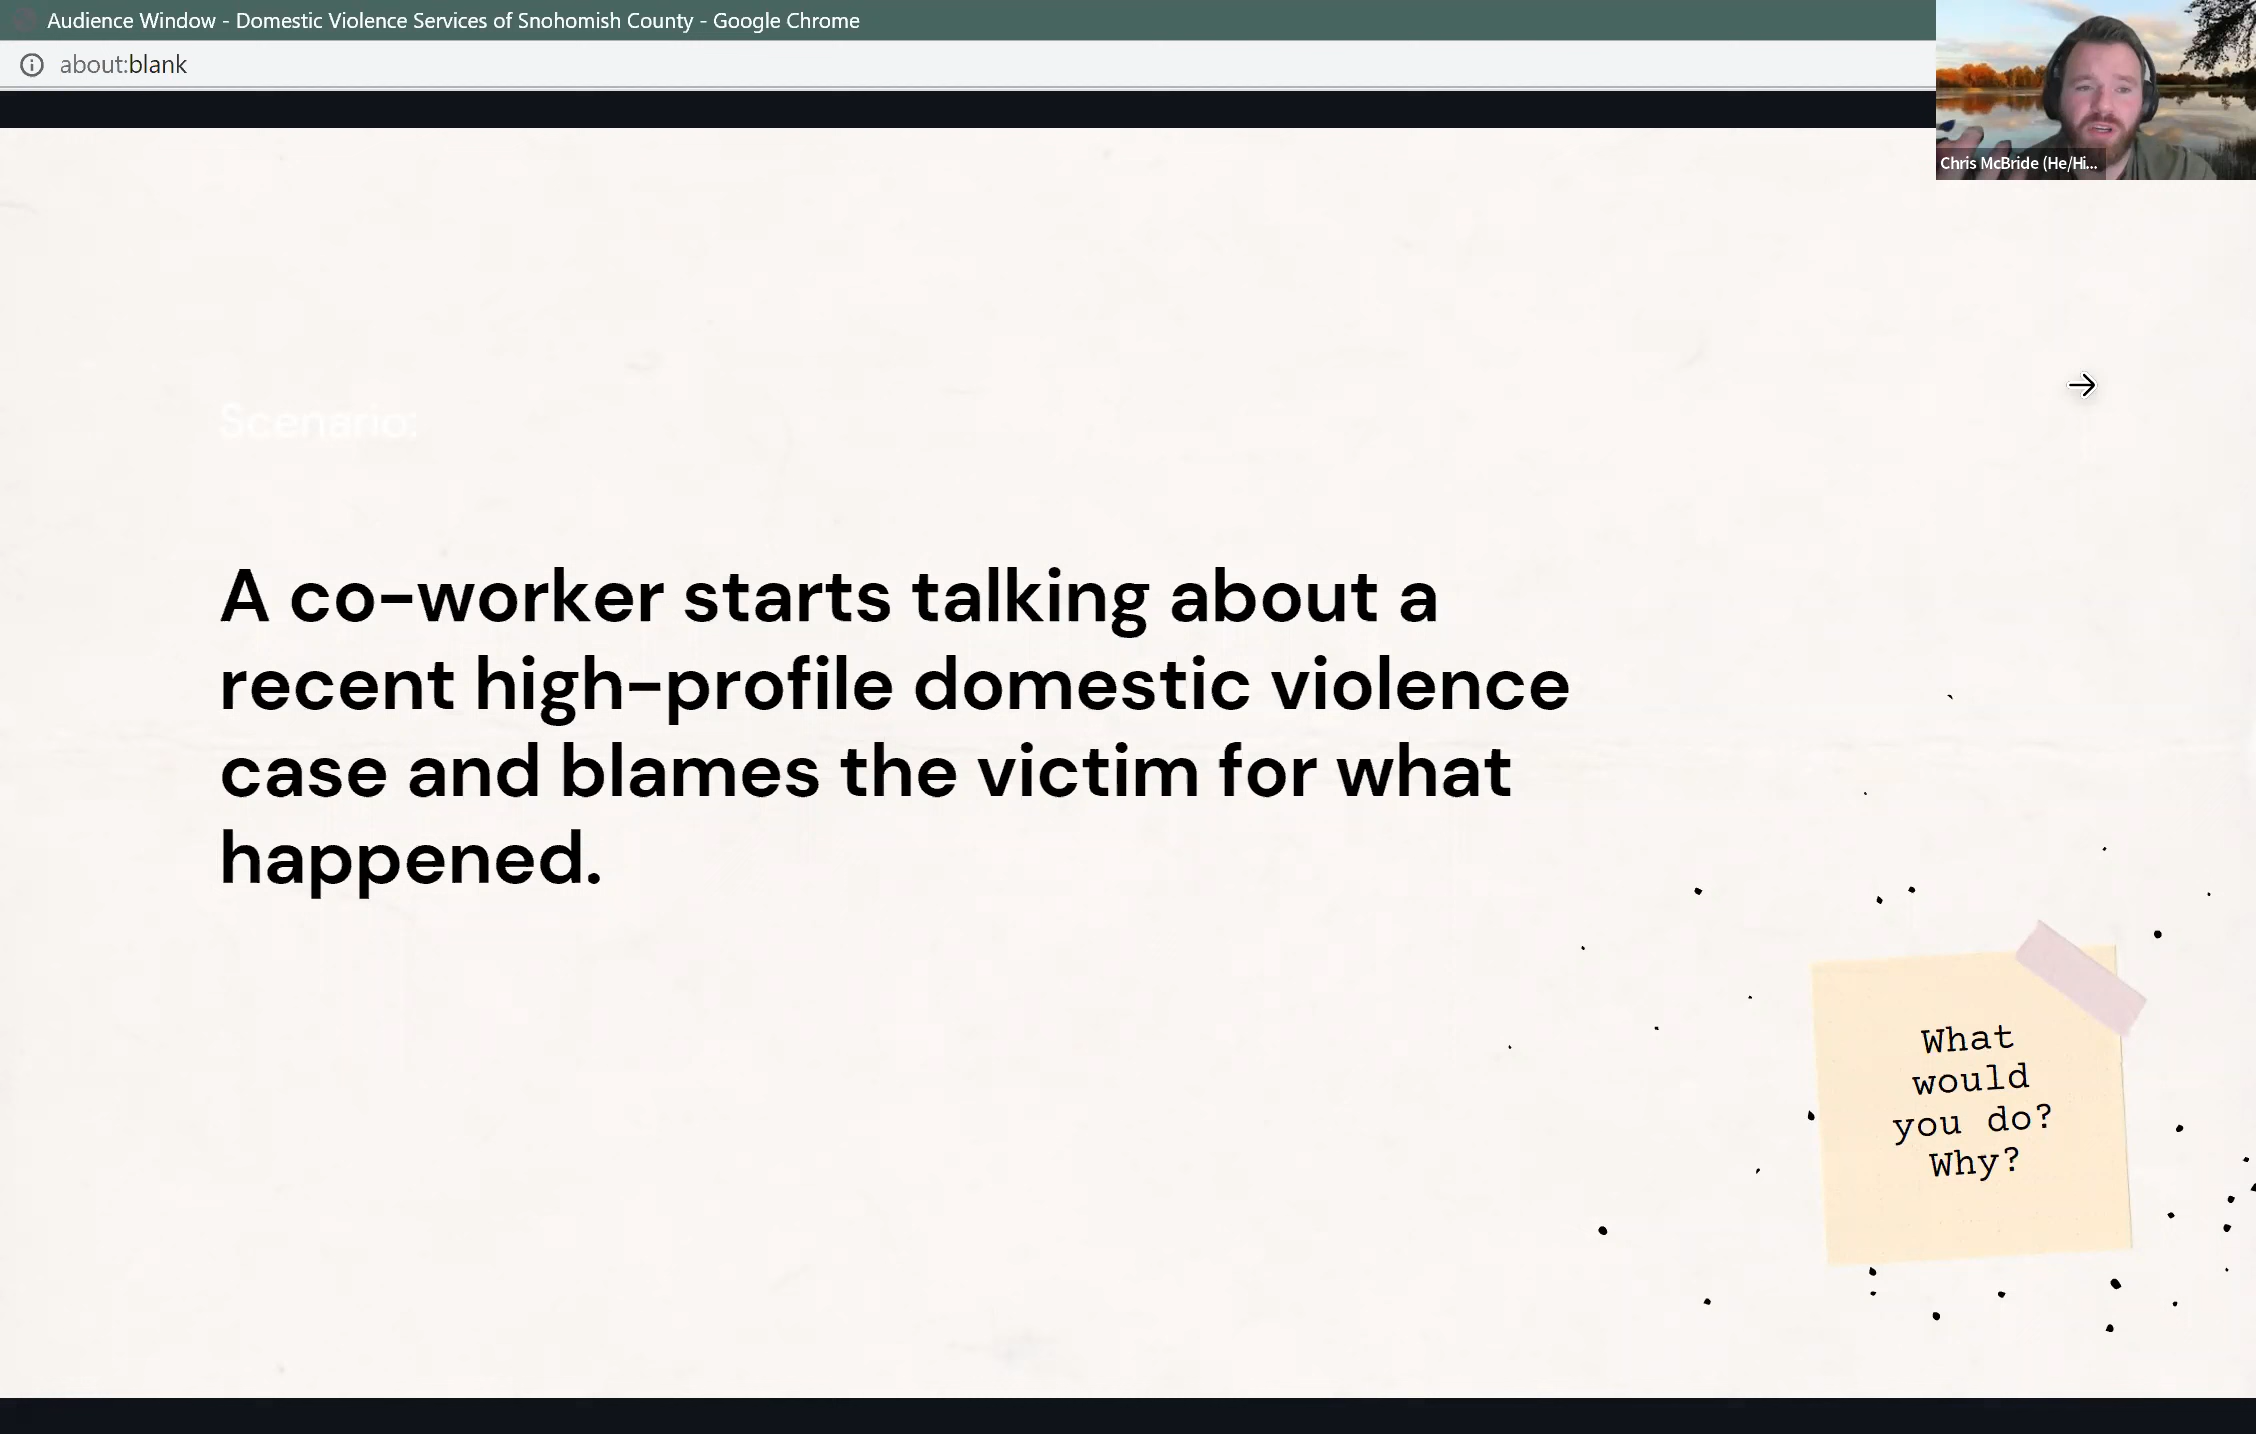 Audience Window - Domestic Violence Services of Snohomish County - Google Chrome
about:blank
Chris McBride (He/Hi...
Scenario:
A co-worker starts talking about a
recent high-profile domestic violence
case and blames the victim for what
happened.
What
would
you do?
Why?